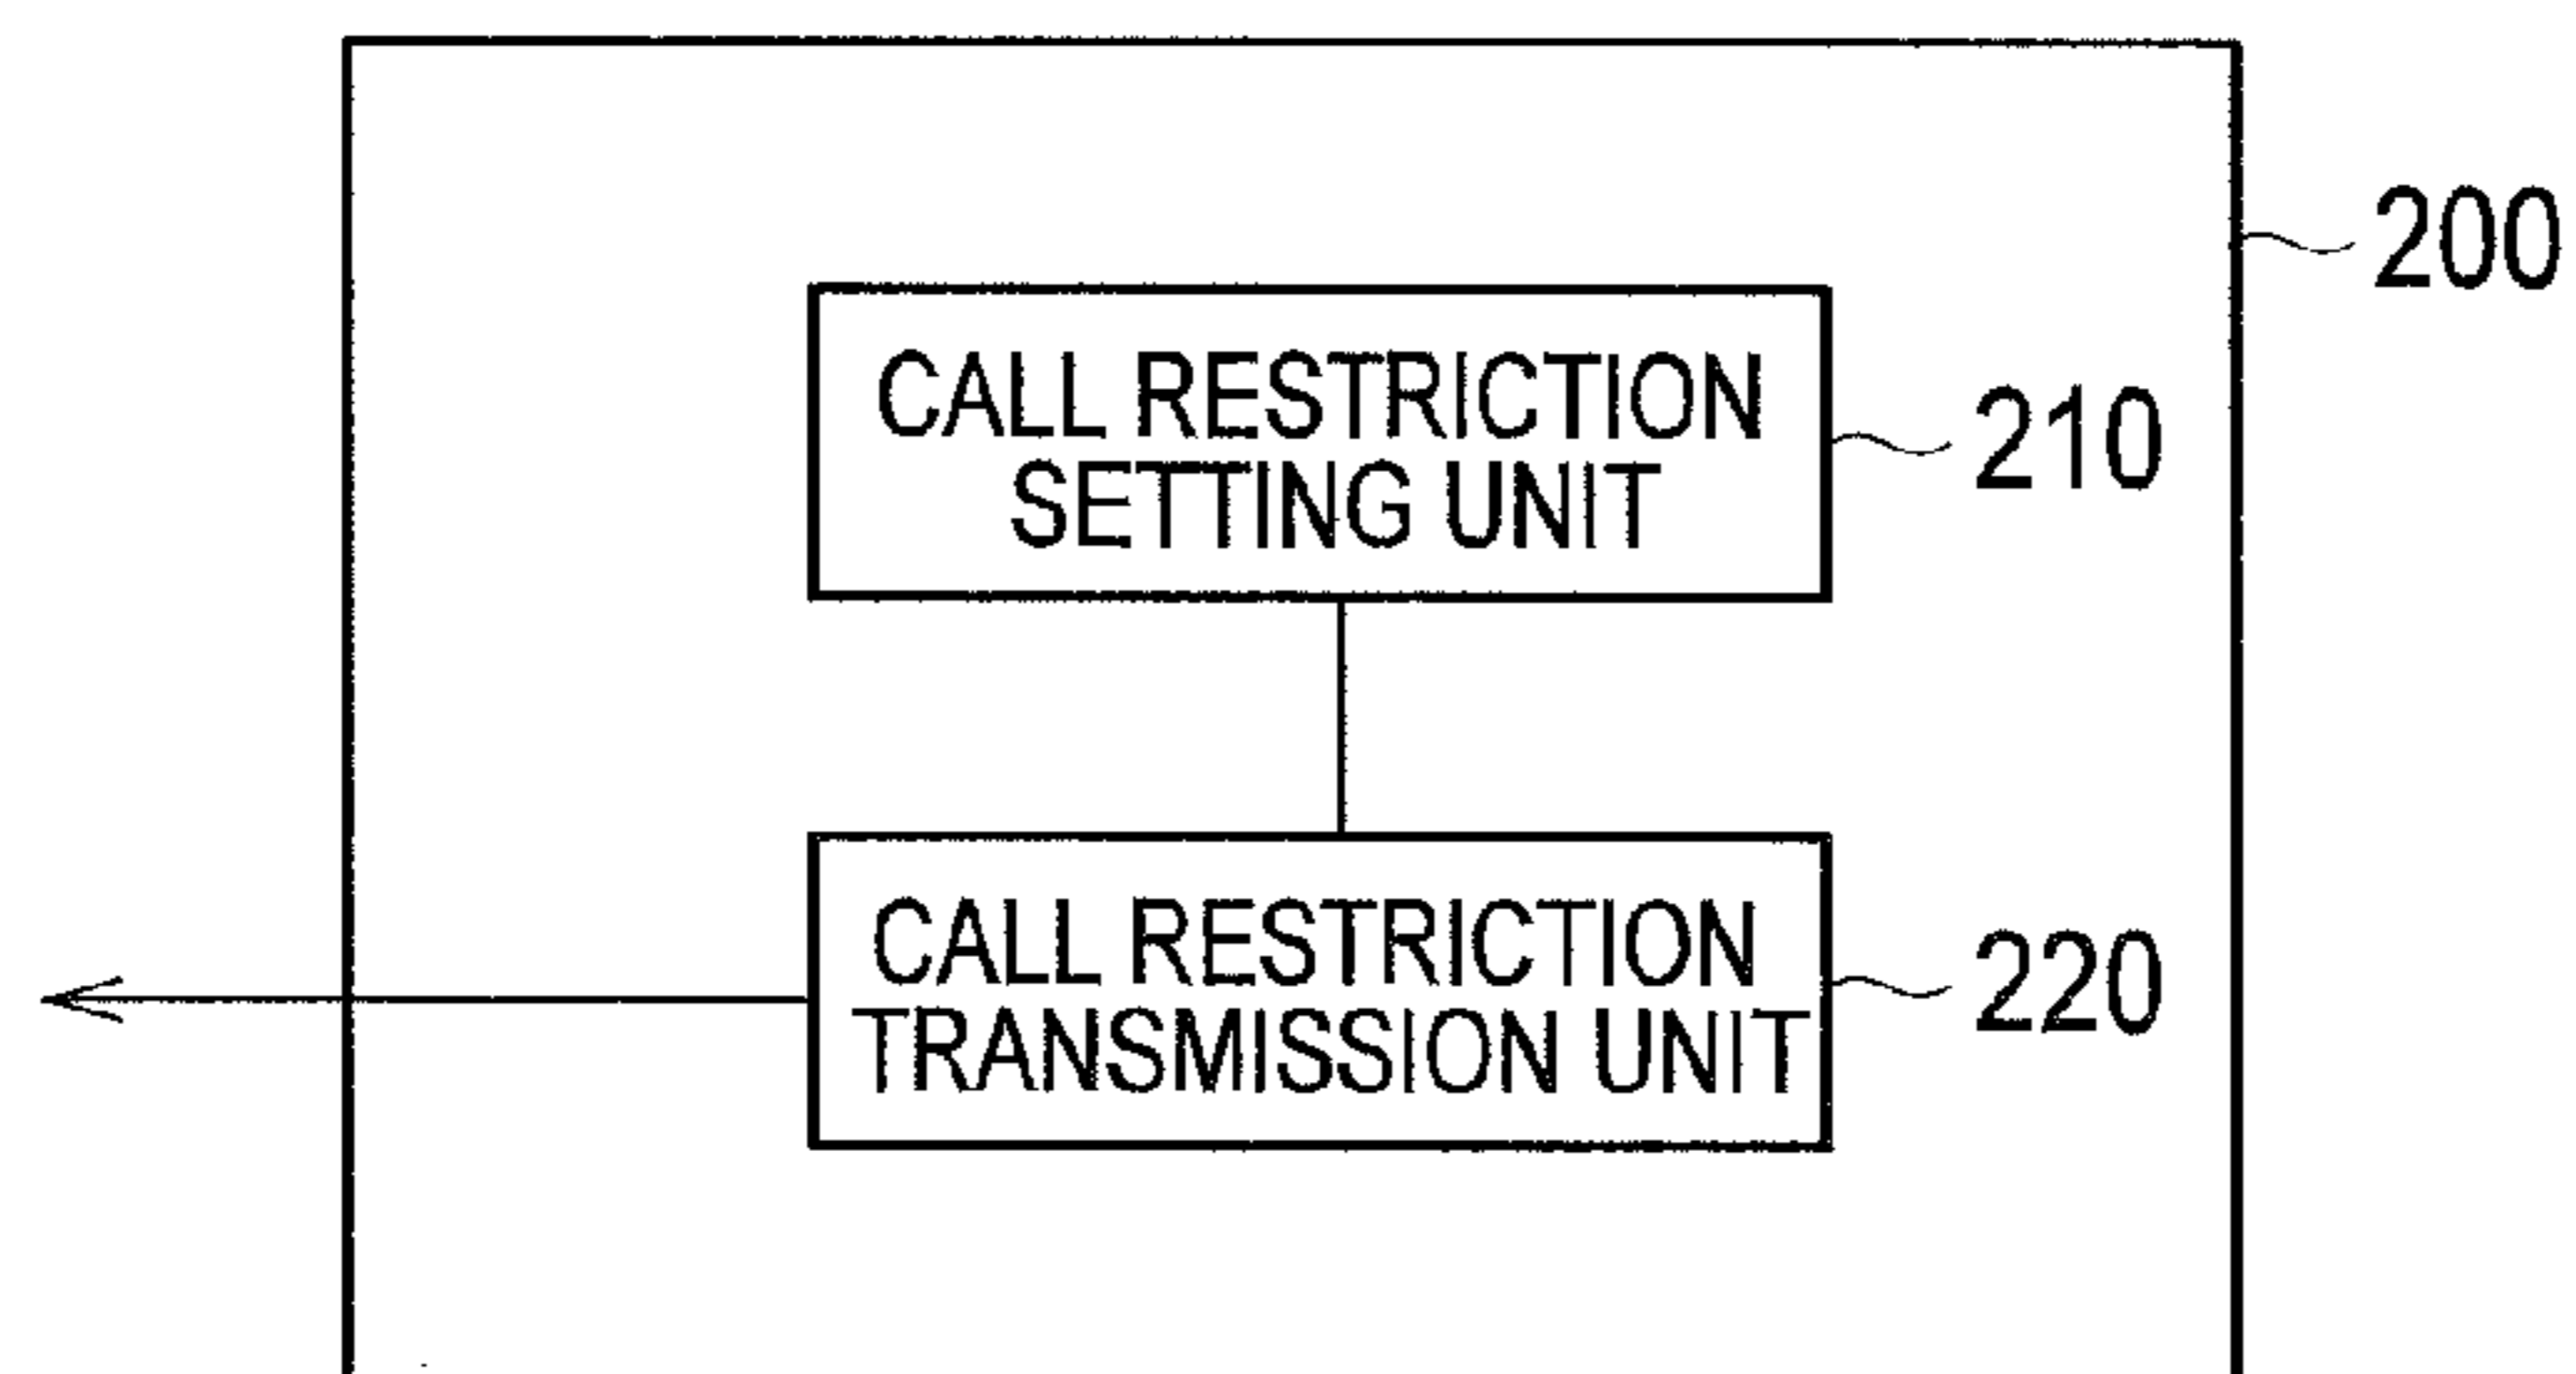 200
CALL RESTRICTION
SETTING UNIT
210
CALL RESTRICTION
TRANSMISSION UNIT
220